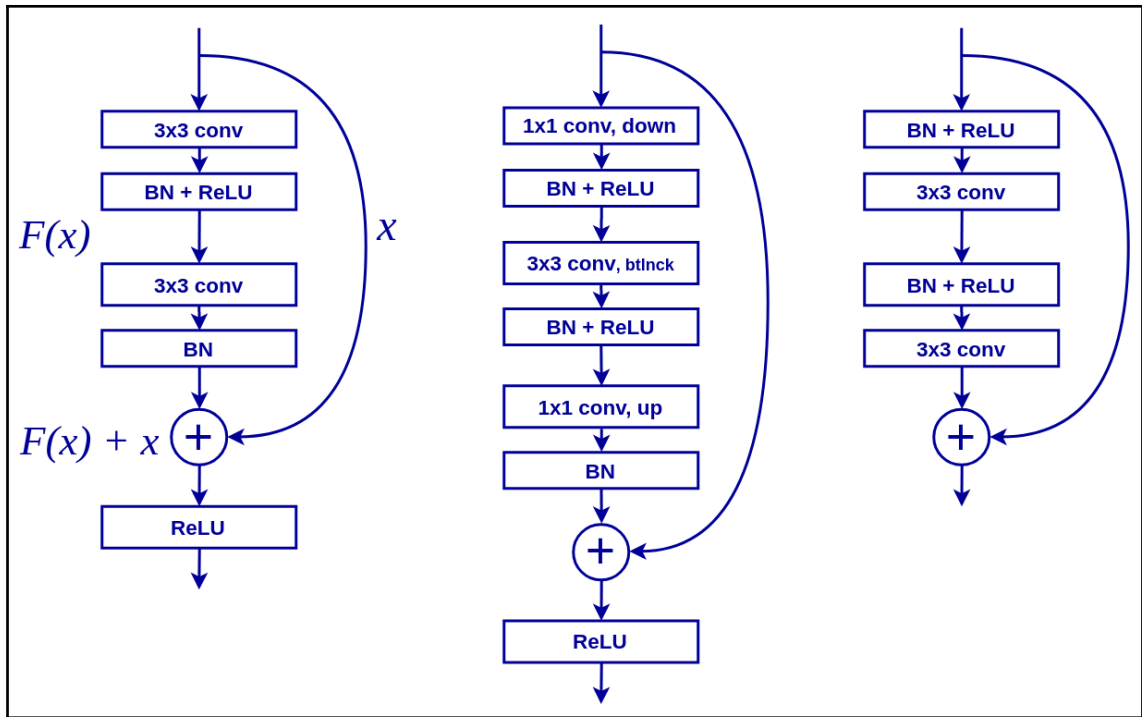 3x3 conv
BN + ReLU
F(x)
x
3x3 conv
BN
F(x) + x
+
ReLU
1x1 conv, down
BN + ReLU
3x3 conv, btlnck
BN + ReLU
1x1 conv, up
BN
+
ReLU
BN + ReLU
3x3 conv
BN + ReLU
3x3 conv
+